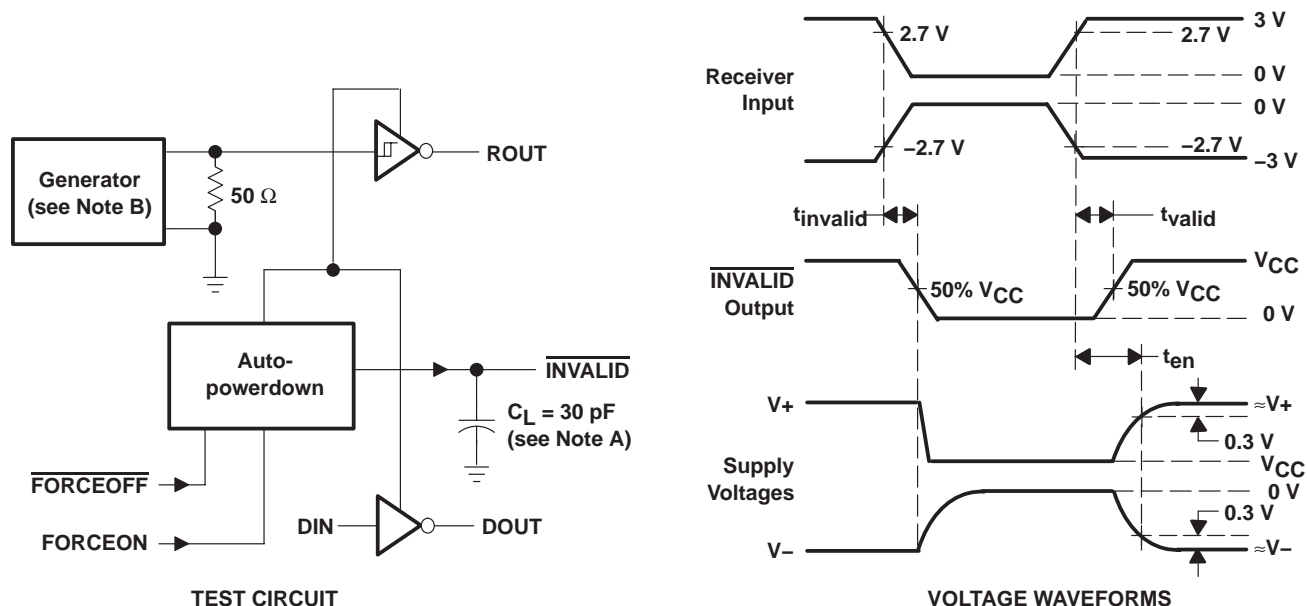 Generator
(see Note B)
50 Ω
ROUT
Auto-
powerdown
INVALID
CL = 30 pF
(see Note A)
FORCEOFF
FORCEON
DIN
DOUT
TEST CIRCUIT
Receiver
Input
2.7 V
2.7 V
3 V
0 V
0 V
−2.7 V
−2.7 V
−3 V
tinvalid
tvalid
INVALID
Output
50% VCC
50% VCC
VCC
0 V
ten
Supply
Voltages
V+
≈V+
0.3 V
VCC
0 V
0.3 V
V−
≈V−
VOLTAGE WAVEFORMS